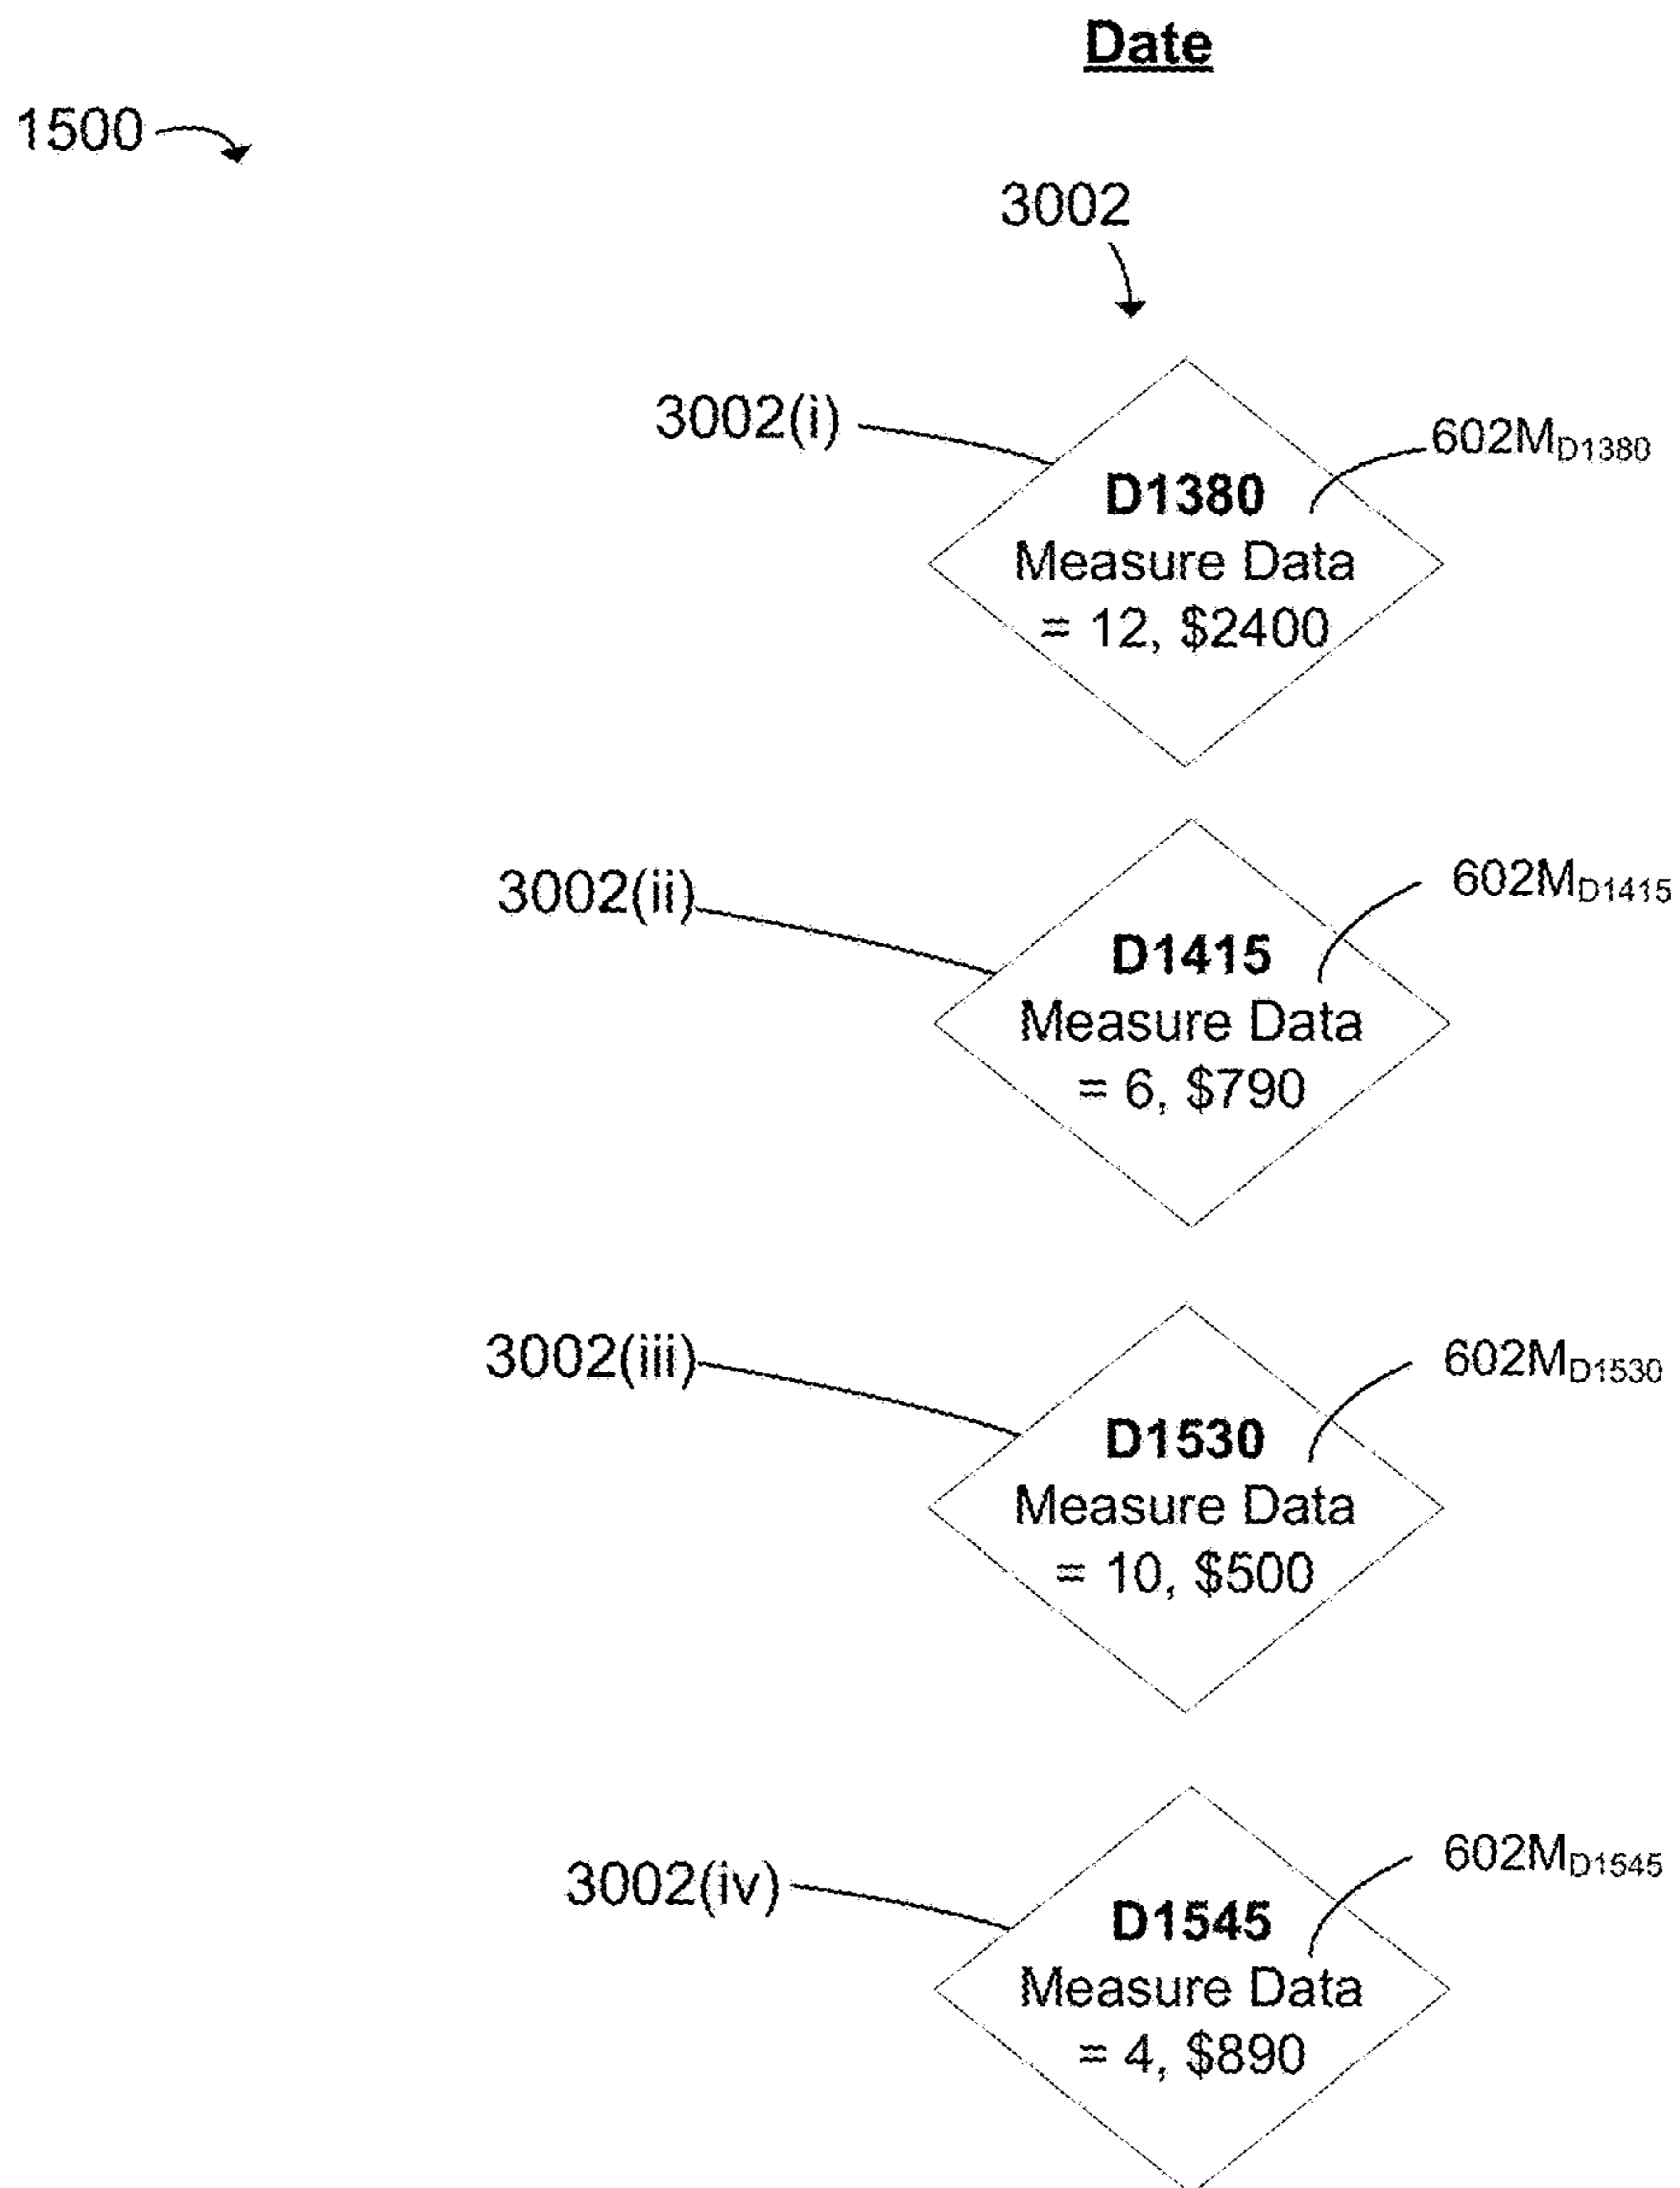 Date
1500
3002
3002(i)
602MD1380
D1380
Measure Data
= 12, $2400
3002(ii)
602MD1415
D1415
Measure Data
= 6, $790
3002(iii)
602MD1530
D1530
Measure Data
= 10, $500
3002(iv)
602MD1545
D1545
Measure Data
= 4, $890